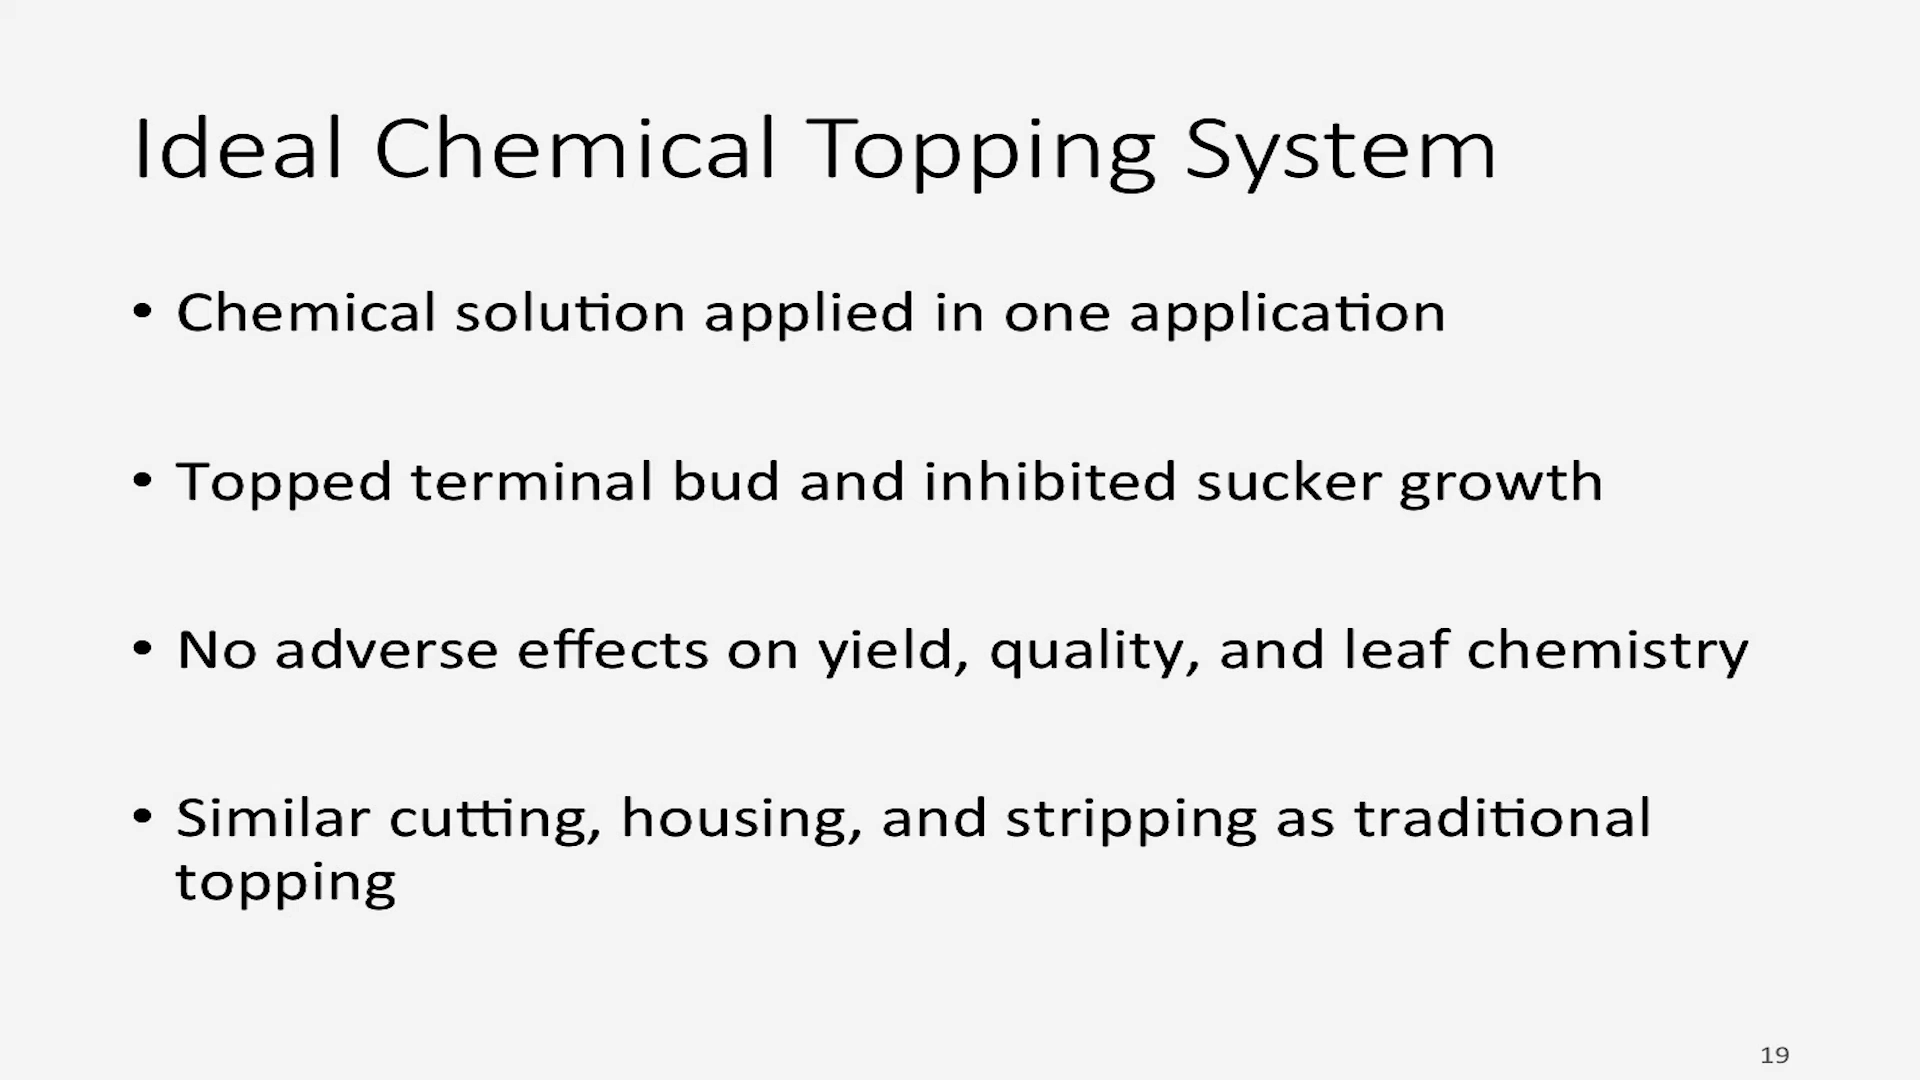 Ideal Chemical Topping System
• Chemical solution applied in one application
• Topped terminal bud and inhibited sucker growth
• No adverse effects on yield, quality, and leaf chemistry
• Similar cutting, housing, and stripping as traditional
topping
19